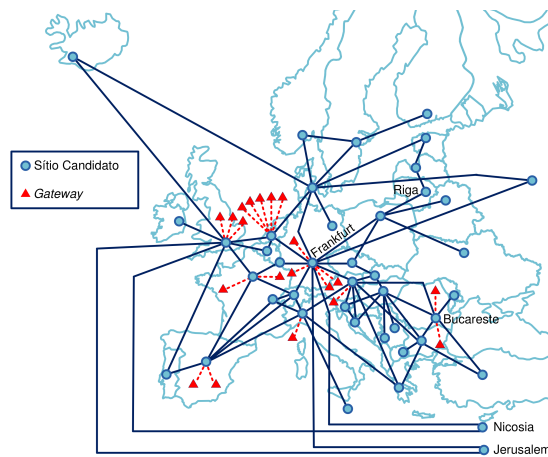 Sítio Candidato
Gateway
Riga
Frankfurt
Bucareste
Nicosia
Jerusalem